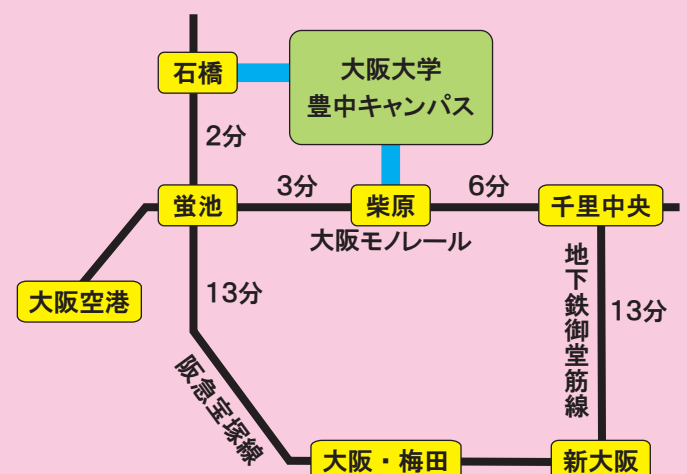 石橋
大阪大学
豊中キャンパス
2分
蛍池
3分
柴原
6分
千里中央
大阪モノレール
大阪空港
13分
地下鉄御堂筋線
13分
阪急宝塚線
大阪・梅田
新大阪